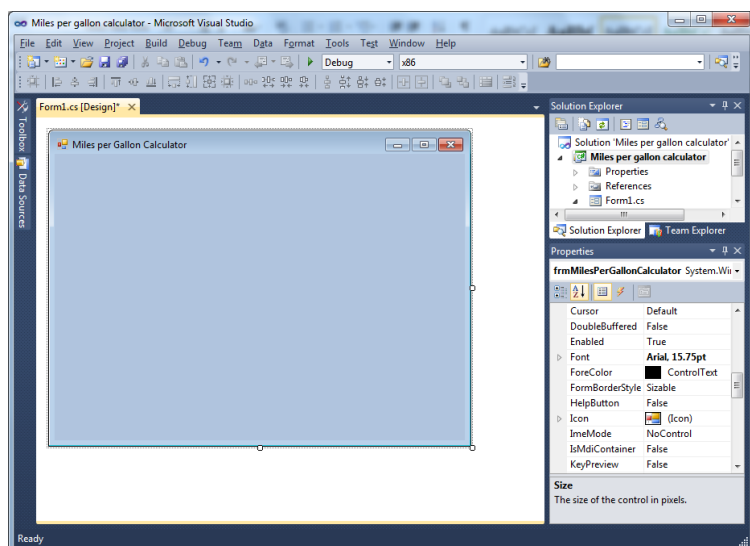 Miles per gallon calculator - Microsoft Visual Studio
File Edit View Project Build Debug Team Data Format Tools Test Window Help
Debug x86
Form1.cs [Design]*
Toolbox
Data Sources
Miles per Gallon Calculator
Solution Explorer
Solution 'Miles per gallon calculator'
Miles per gallon calculator
Properties
References
Form1.cs
Solution Explorer Team Explorer
Properties
frmMilesPerGallonCalculator System.Wi
Cursor Default
DoubleBuffered False
Enabled True
Font Arial, 15.75pt
ForeColor ControlText
FormBorderStyle Sizable
HelpButton False
Icon (Icon)
ImeMode NoControl
IsMdiContainer False
KeyPreview False
Size
The size of the control in pixels.
Ready